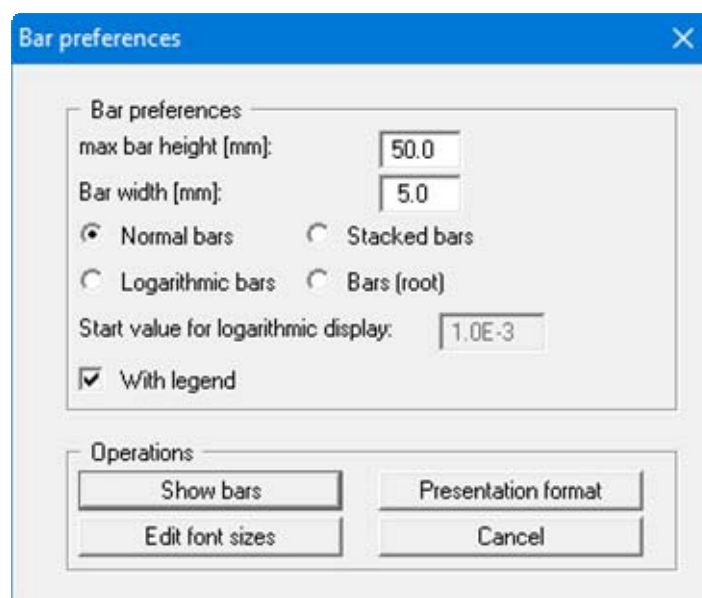 Bar preferences
Bar preferences
max bar height [mm]: 50.0
Bar width [mm]: 5.0
Normal bars Stacked bars
Logarithmic bars Bars (root)
Start value for logarithmic display: 1.0E-3
With legend
Operations
Show bars Presentation format
Edit font sizes Cancel